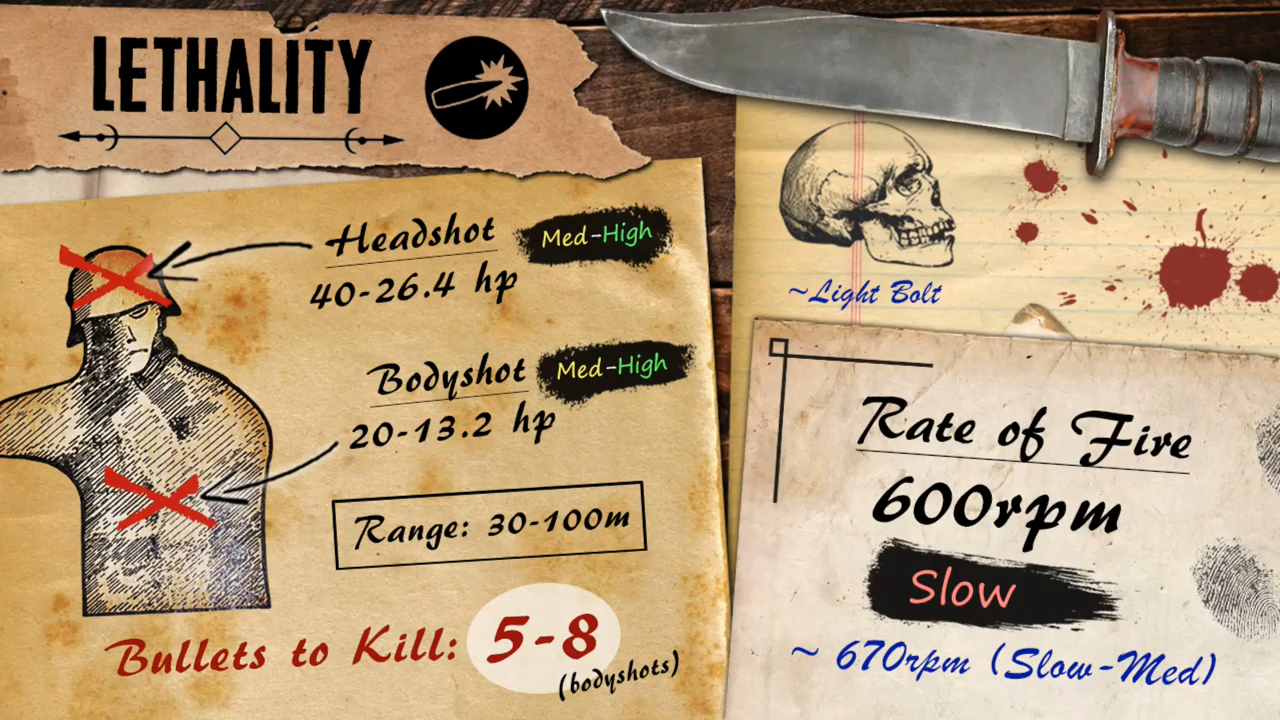 LETHALITY
Headshot Med-High
40-26.4 hp
Bodyshot Med-High
20-13.2 hp
Range: 30-100m
Bullets to Kill: 5-8
(bodyshots)
~Light Bolt
Rate of Fire
600rpm
Slow
~ 670rpm (Slow-Med)